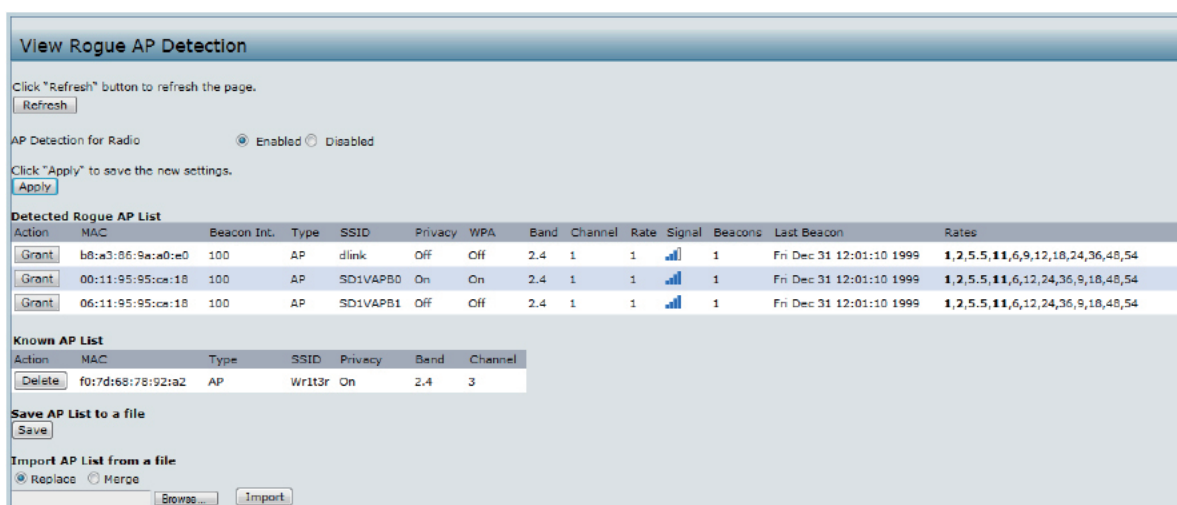 View Rogue AP Detection
Click "Refresh" button to refresh the page.
Refresh
AP Detection for Radio Enabled Disabled
Click "Apply" to save the new settings.
Apply
Detected Rogue AP List
Action MAC Beacon Int. Type SSID Privacy WPA Band Channel Rate Signal Beacons Last Beacon Rates
Grant b8:a3:86:9a:a0:e0 100 AP dlink Off Off 2.4 1 1 1 Fri Dec 31 12:01:10 1999 1,2,5.5,11,6,9,12,18,24,36,48,54
Grant 00:11:95:95:ca:18 100 AP SD1VAPB0 On On 2.4 1 1 1 Fri Dec 31 12:01:10 1999 1,2,5.5,11,6,12,24,36,9,18,48,54
Grant 06:11:95:95:ca:18 100 AP SD1VAPB1 Off Off 2.4 1 1 1 Fri Dec 31 12:01:10 1999 1,2,5.5,11,6,12,24,36,9,18,48,54
Known AP List
Action MAC Type SSID Privacy Band Channel
Delete f0:7d:68:78:92:a2 AP Wr1t3r On 2.4 3
Save AP List to a file
Save
Import AP List from a file
Replace Merge
Browse... Import